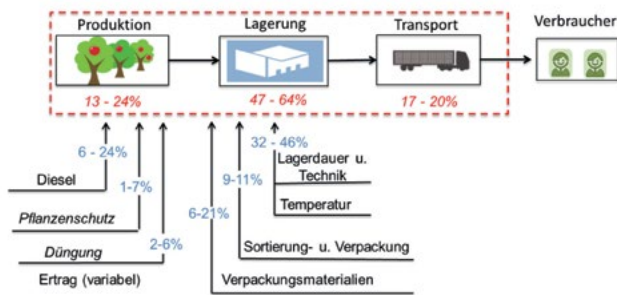 Produktion
Lagerung
Transport
Verbraucher
13 - 24%
47 - 64%
17 - 20%
6 - 24%
32 - 46%
Diesel
1-7%
9-11%
Lagerdauer u.
Technik
Pflanzenschutz
6-21%
Temperatur
Düngung
2-6%
Sortierung- u. Verpackung
Ertrag (variabel)
Verpackungsmaterialien